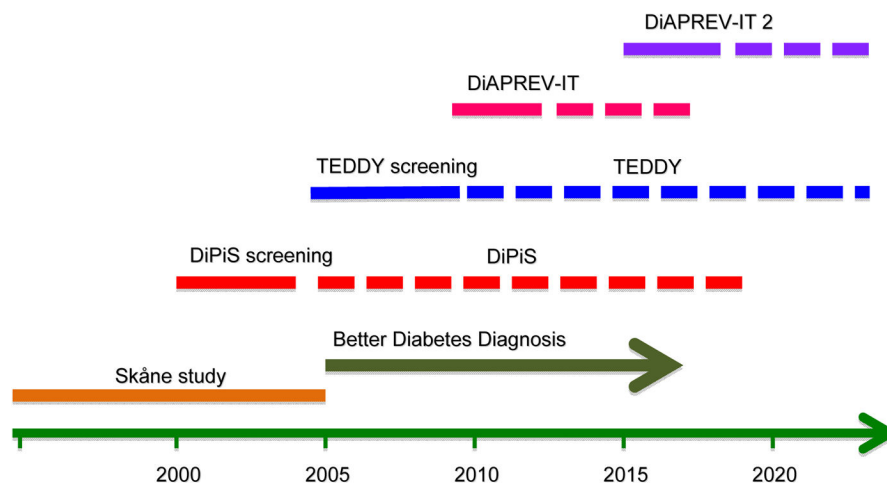 DiAPREV-IT 2
DiAPREV-IT
TEDDY screening
TEDDY
DiPiS screening
DiPiS
Better Diabetes Diagnosis
Skåne study
2000
2005
2010
2015
2020